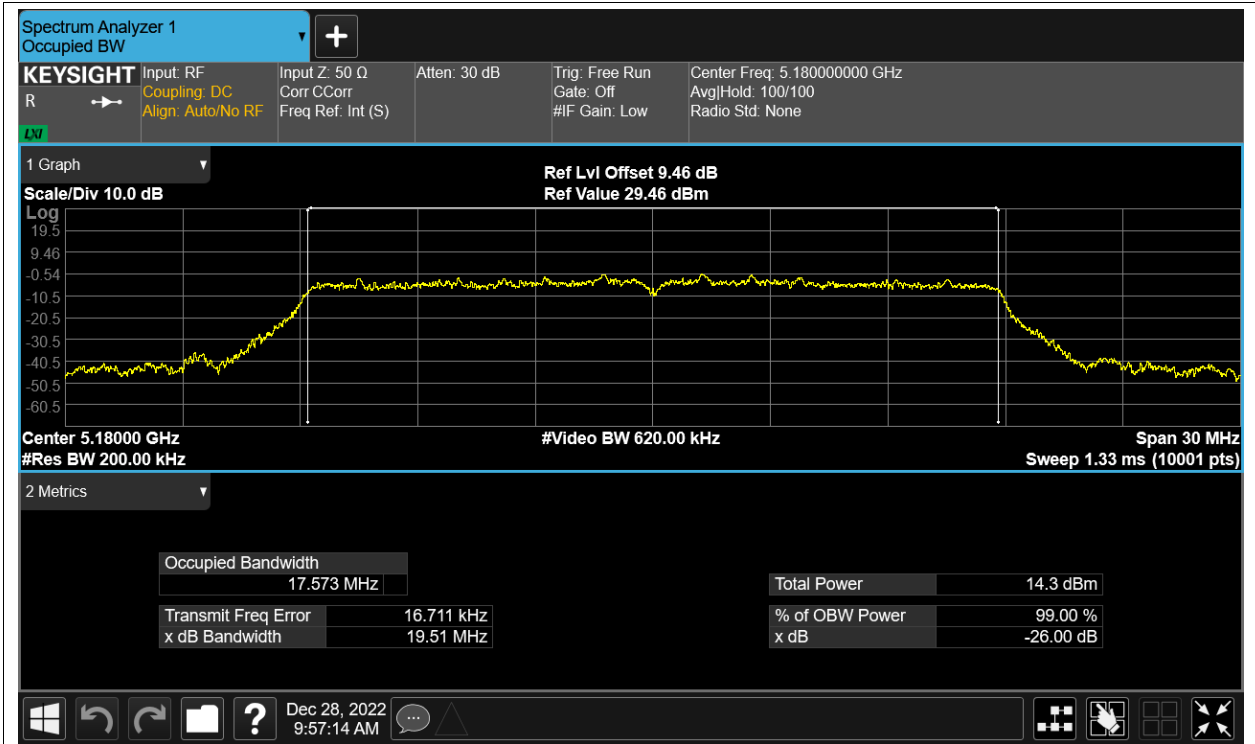 Spectrum Analyzer 1
Occupied BW
▼
+
KEYSIGHT
R
LXI
Input: RF
Coupling: DC
Align: Auto/No RF
Input Z: 50 Ω
Corr CCorr
Freq Ref: Int (S)
Atten: 30 dB
Trig: Free Run
Gate: Off
#IF Gain: Low
Center Freq: 5.180000000 GHz
Avg|Hold: 100/100
Radio Std: None
1 Graph ▼
Scale/Div 10.0 dB
Ref Lvl Offset 9.46 dB
Ref Value 29.46 dBm
Log
19.5
9.46
-0.54
-10.5
-20.5
-30.5
-40.5
-50.5
-60.5
Center 5.18000 GHz
#Res BW 200.00 kHz
#Video BW 620.00 kHz
Span 30 MHz
Sweep 1.33 ms (10001 pts)
2 Metrics ▼
Occupied Bandwidth
17.573 MHz
Transmit Freq Error 16.711 kHz
x dB Bandwidth 19.51 MHz
Total Power 14.3 dBm
% of OBW Power 99.00 %
x dB -26.00 dB
?
Dec 28, 2022
9:57:14 AM